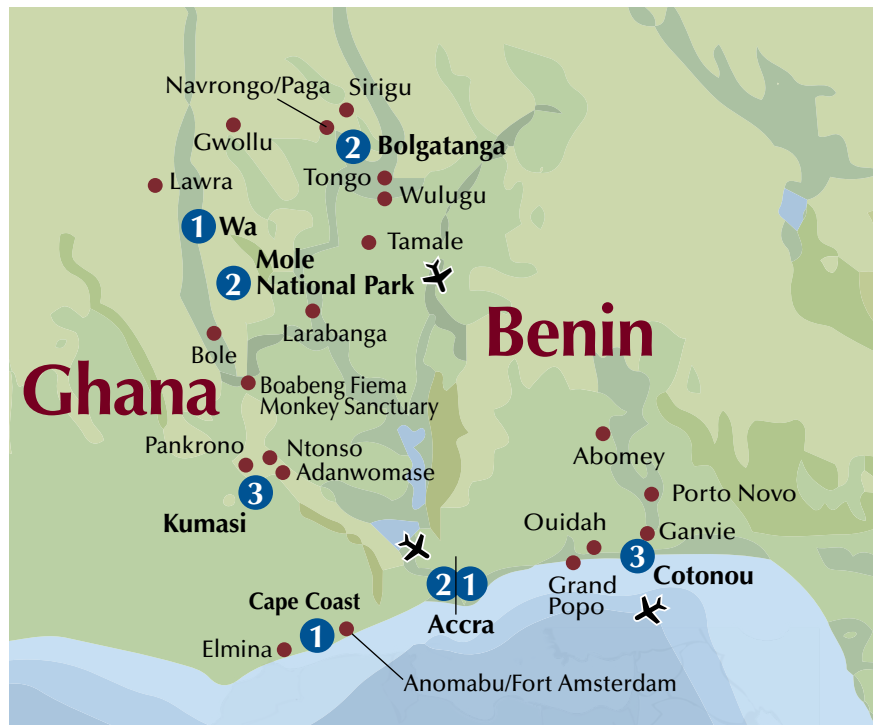 Navrongo/Paga
Sirigu
Gwollu
2 Bolgatanga
Lawra
Tongo
Wulugu
1 Wa
Tamale
2 Mole
National Park
Larabanga
Bole
Benin
Ghana
Boabeng Fiema
Monkey Sanctuary
Pankrono
Ntonso
Adanwomase
3
Kumasi
Abomey
Porto Novo
Ouidah
Ganvie
3 Cotonou
Grand
Popo
2 1
Accra
Cape Coast
1
Elmina
Anomabu/Fort Amsterdam